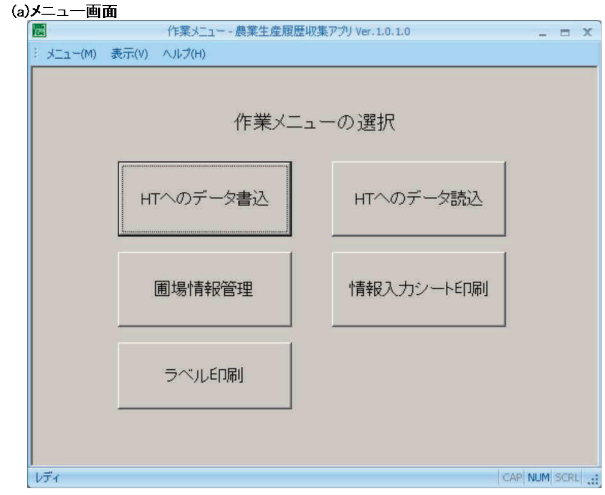 (a)メニュー画面
作業メニュー - 農業生産履歴収集アプリ Ver.1.0.1.0
メニュー(M) 表示(V) ヘルプ(H)
作業メニューの選択
HTへのデータ書込 HTへのデータ読込
圃場情報管理 情報入力シート印刷
ラベル印刷
レディ CAP NUM SCRL